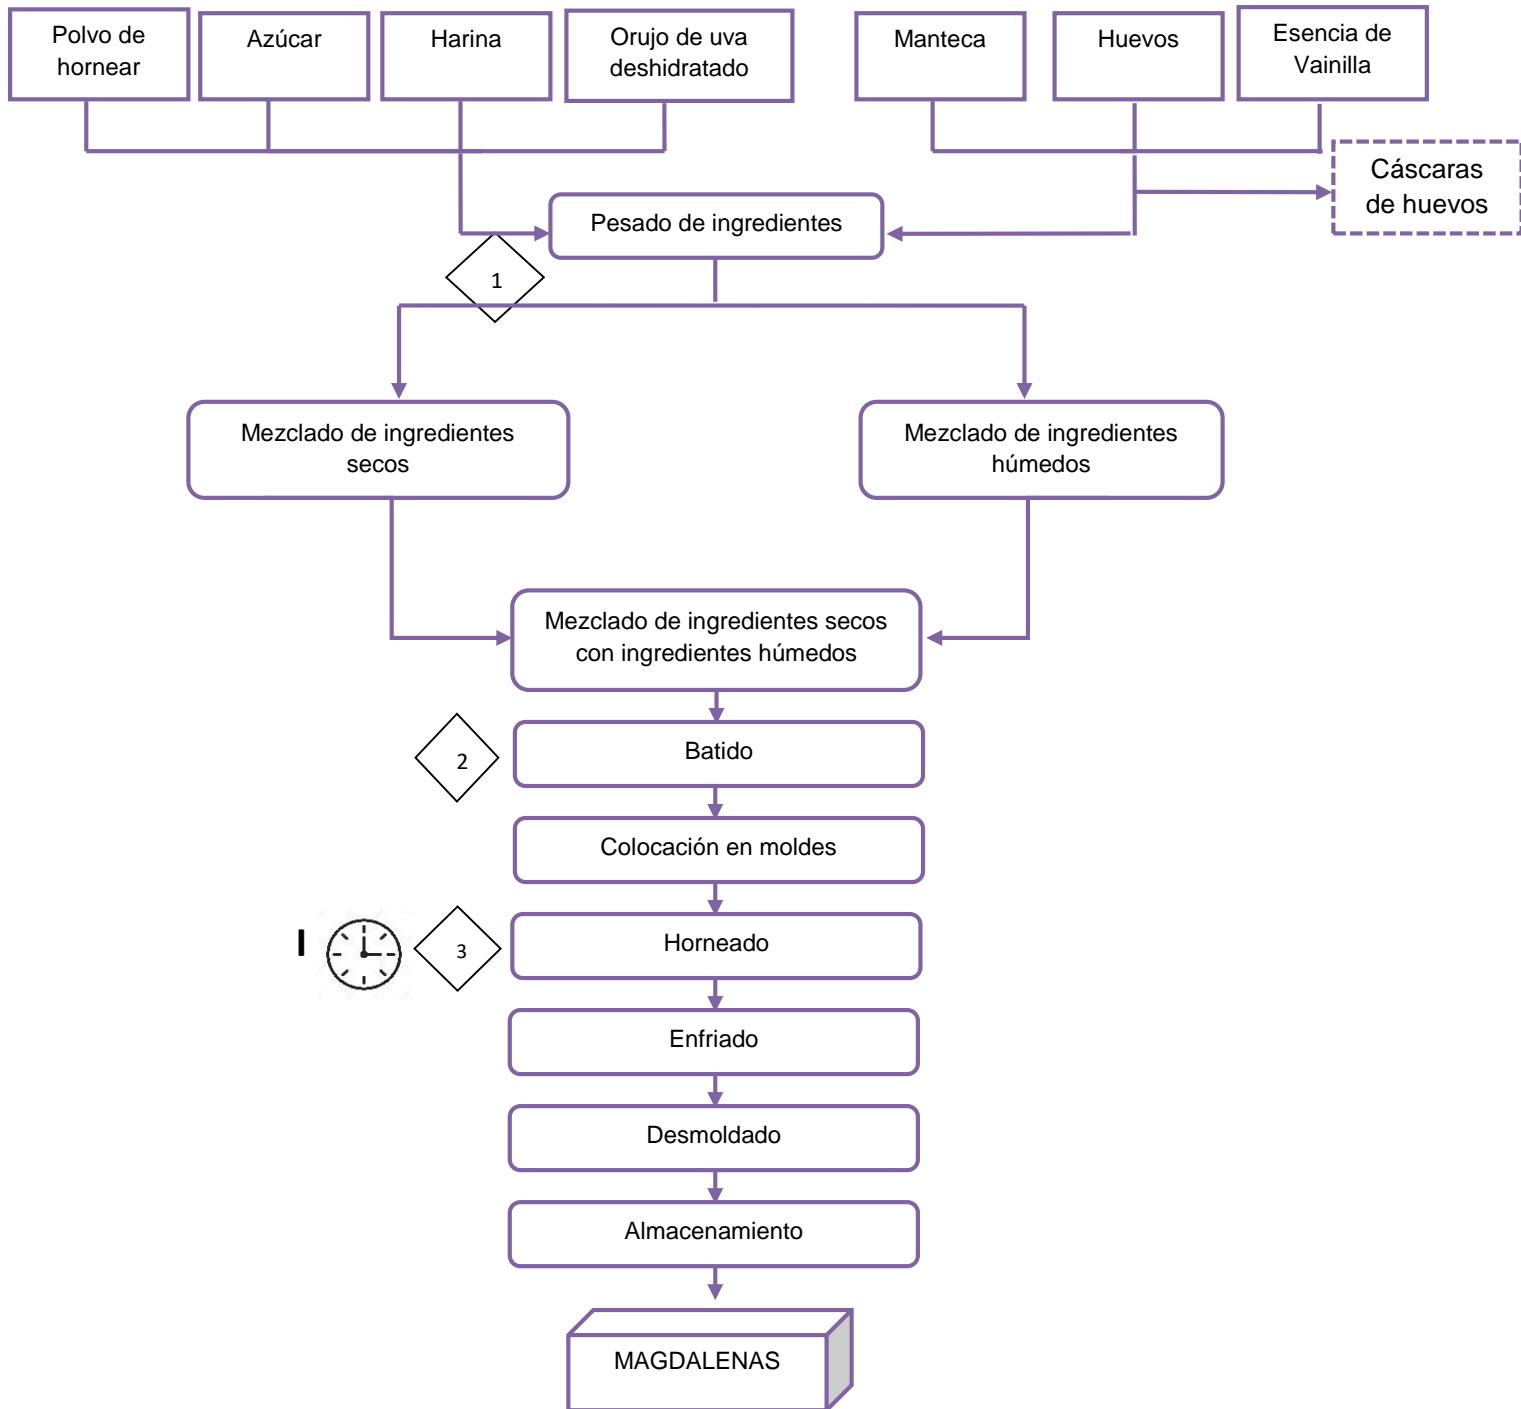 Polvo de
hornear
Azúcar
Harina
Orujo de uva
deshidratado
Manteca
Huevos
Esencia de
Vainilla
Cáscaras
de huevos
Pesado de ingredientes
1
Mezclado de ingredientes
secos
Mezclado de ingredientes
húmedos
Mezclado de ingredientes secos
con ingredientes húmedos
2
Batido
Colocación en moldes
I
3
Horneado
Enfriado
Desmoldado
Almacenamiento
MAGDALENAS